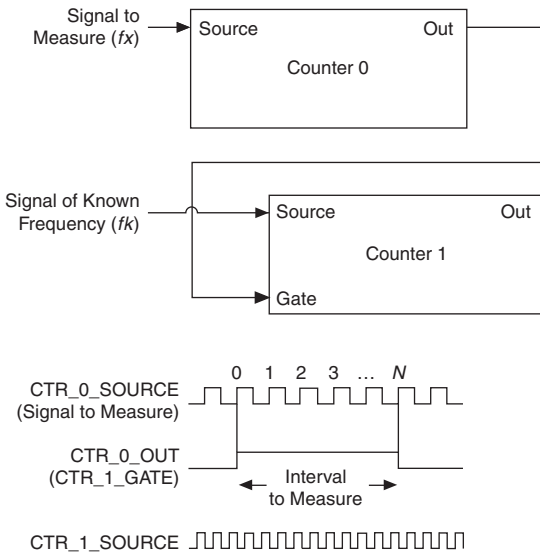 Signal to
Measure (fx)
Source
Out
Counter 0
Signal of Known
Frequency (fk)
Source
Out
Counter 1
Gate
0 1 2 3 ... N
CTR_0_SOURCE
(Signal to Measure)
CTR_0_OUT
(CTR_1_GATE)
Interval
to Measure
CTR_1_SOURCE